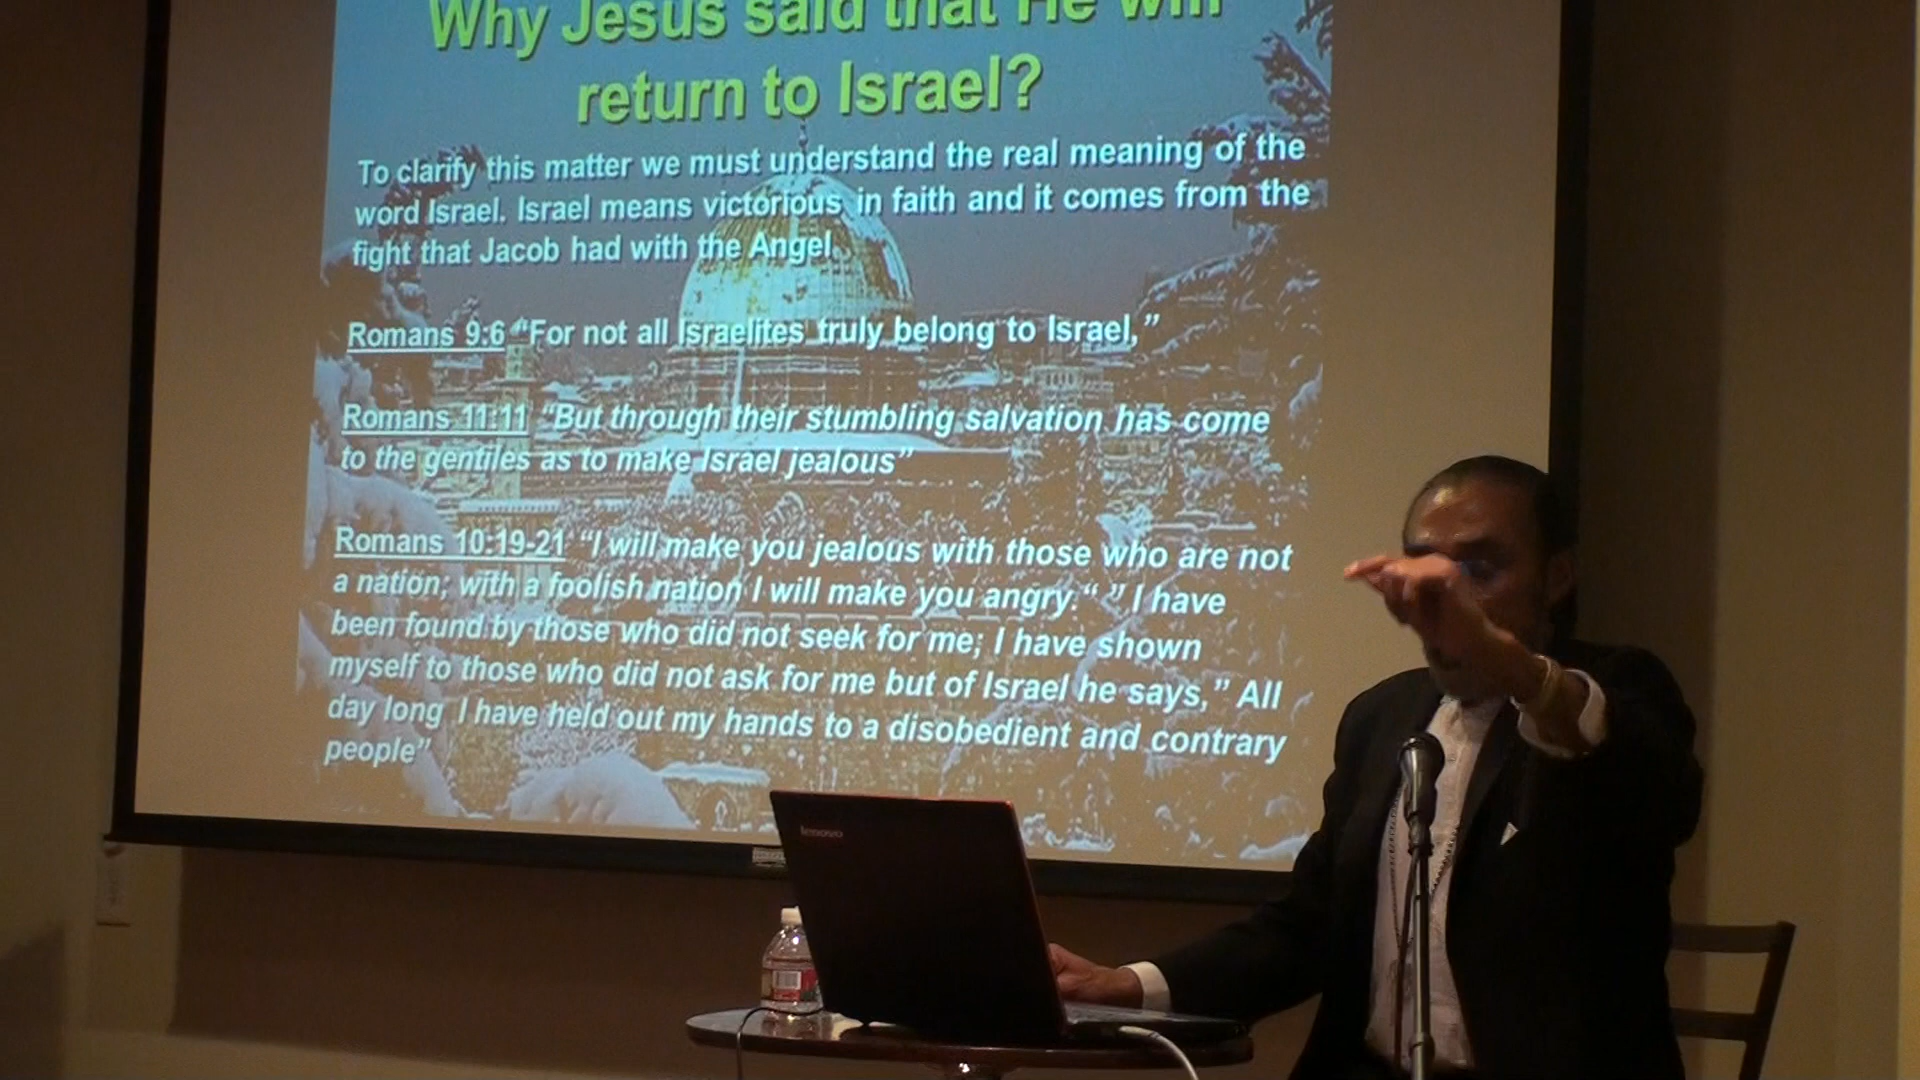 Why Jesus said that He will
return to Israel?
To clarify this matter we must understand the real meaning of the
word Israel. Israel means victorious in faith and it comes from the
fight that Jacob had with the Angel.
Romans 9:6 “For not all Israelites truly belong to Israel,”
Romans 11:11 “But through their stumbling salvation has come
to the gentiles as to make Israel jealous”
Romans 10:19-21 “I will make you jealous with those who are not
a nation; with a foolish nation I will make you angry.“ ” I have
been found by those who did not seek for me; I have shown
myself to those who did not ask for me but of Israel he says,” All
day long I have held out my hands to a disobedient and contrary
people”
lenovo